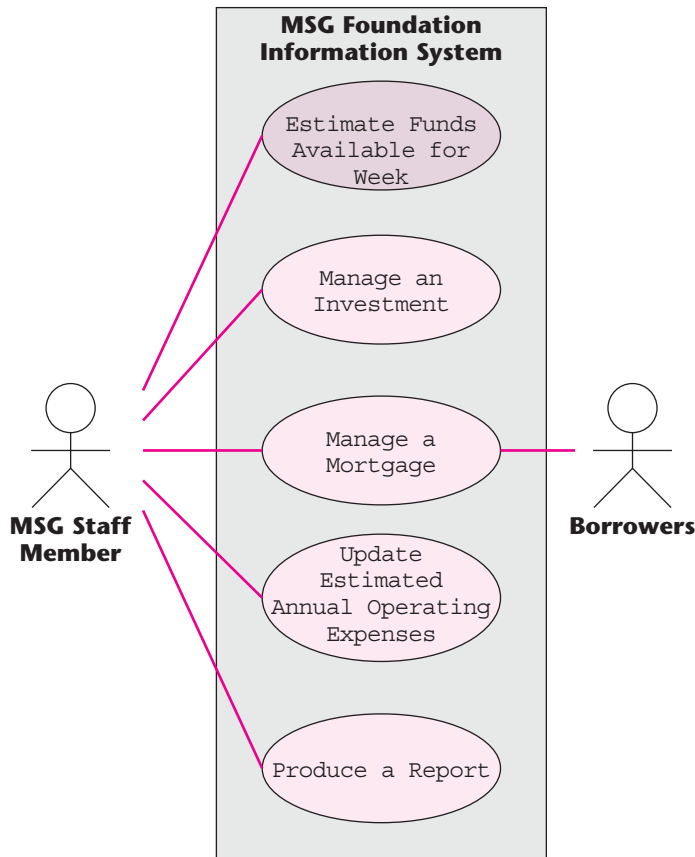 MSG Foundation
Information System
Estimate Funds
Available for
Week
Manage an
Investment
Manage a
Mortgage
MSG Staff
Member
Borrowers
Update
Estimated
Annual Operating
Expenses
Produce a Report